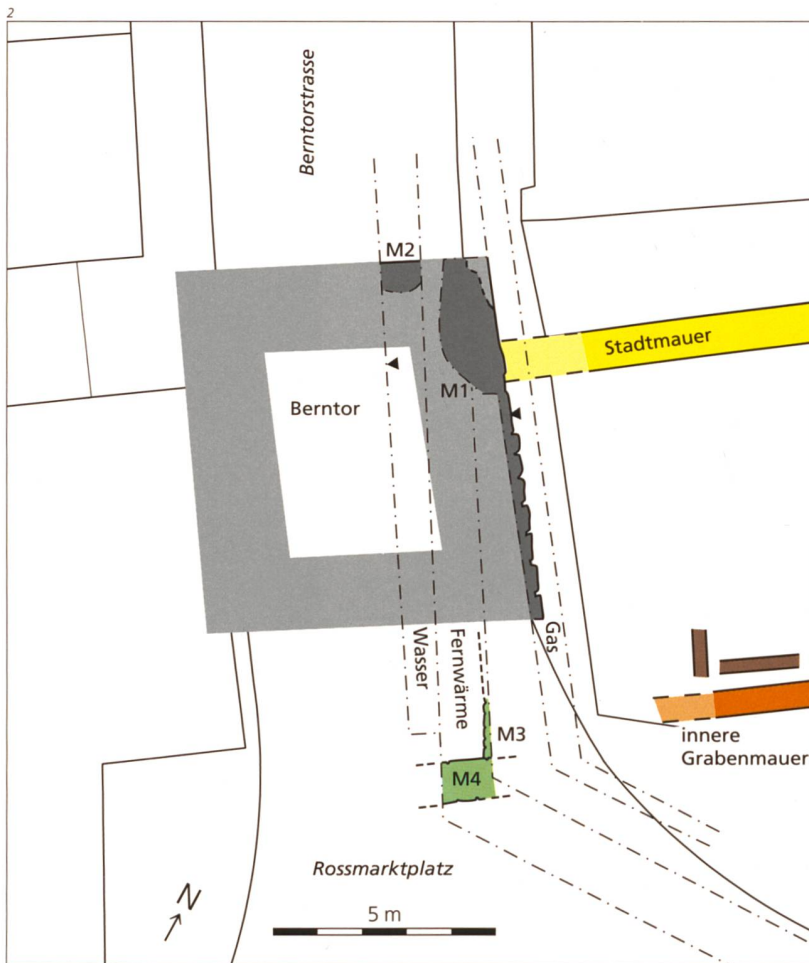 2
Berntorstrasse
M2
Stadtmauer
M1
Berntor
Wasser
Fernwärme
Gas
M3
innere
Grabenmauer
M4
Rossmarktplatz
N
5 m